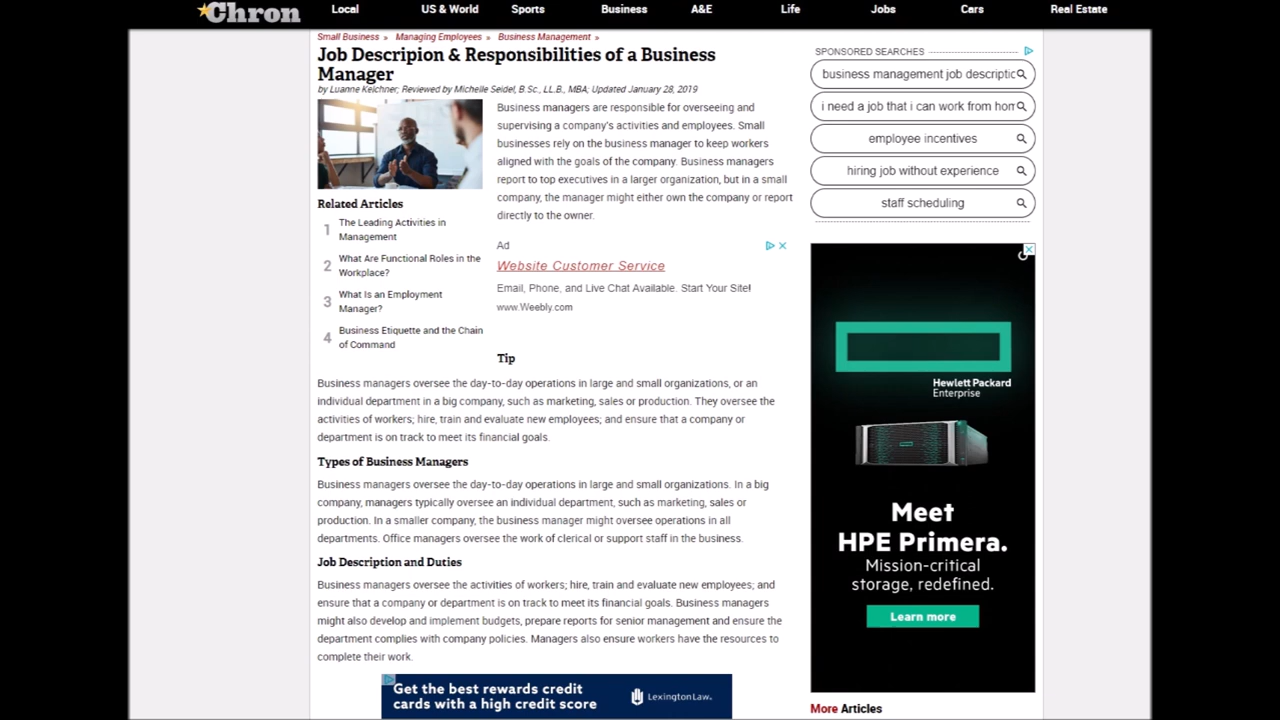 Chron
Local US & World Sports Business A&E Life Jobs Cars Real Estate
Small Business » Managing Employees » Business Management »
Job Descripion & Responsibilities of a Business
Manager
by Luanne Kelchner; Reviewed by Michelle Seidel, B.Sc., LL.B., MBA; Updated January 28, 2019
Business managers are responsible for overseeing and
supervising a company's activities and employees. Small
businesses rely on the business manager to keep workers
aligned with the goals of the company. Business managers
report to top executives in a larger organization, but in a small
company, the manager might either own the company or report
directly to the owner.
Related Articles
1 The Leading Activities in
Management
2 What Are Functional Roles in the
Workplace?
3 What Is an Employment
Manager?
4 Business Etiquette and the Chain
of Command
Ad
Website Customer Service
Email, Phone, and Live Chat Available. Start Your Site!
www.Weebly.com
Tip
Business managers oversee the day-to-day operations in large and small organizations, or an
individual department in a big company, such as marketing, sales or production. They oversee the
activities of workers; hire, train and evaluate new employees; and ensure that a company or
department is on track to meet its financial goals.
Types of Business Managers
Business managers oversee the day-to-day operations in large and small organizations. In a big
company, managers typically oversee an individual department, such as marketing, sales or
production. In a smaller company, the business manager might oversee operations in all
departments. Office managers oversee the work of clerical or support staff in the business.
Job Description and Duties
Business managers oversee the activities of workers; hire, train and evaluate new employees; and
ensure that a company or department is on track to meet its financial goals. Business managers
might also develop and implement budgets, prepare reports for senior management and ensure the
department complies with company policies. Managers also ensure workers have the resources to
complete their work.
Get the best rewards credit
cards with a high credit score
LEXINGTONLAW.
SPONSORED SEARCHES
business management job descriptic
i need a job that i can work from hom
employee incentives
hiring job without experience
staff scheduling
Hewlett Packard
Enterprise
Meet
HPE Primera.
Mission-critical
storage, redefined.
Learn more
More Articles